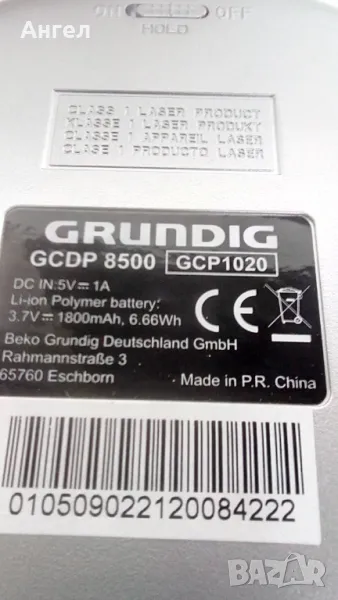 Ангел
ON OFF
HOLD
CLASS 1 LASER PRODUCT
KLASSE 1 LASER PRODUKT
CLASSE 1 APPAREIL LASER
CLASE 1 PRODUCTO LASER
GRUNDIG
GCDP 8500 GCP1020
DC IN:5V⎓1A
Li-ion Polymer battery:
3.7V⎓1800mAh, 6.66Wh
Beko Grundig Deutschland GmbH
Rahmannstraße 3
65760 Eschborn
Made in P.R. China
CE
010509022120084222
BAZAR